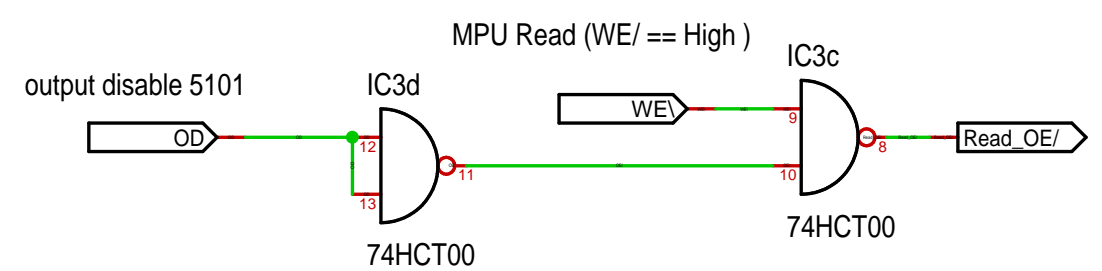 MPU Read (WE/ == High )
output disable 5101
IC3d
IC3c
OD
WE\
12
13
11
9
10
8
Read_OE/
74HCT00
74HCT00